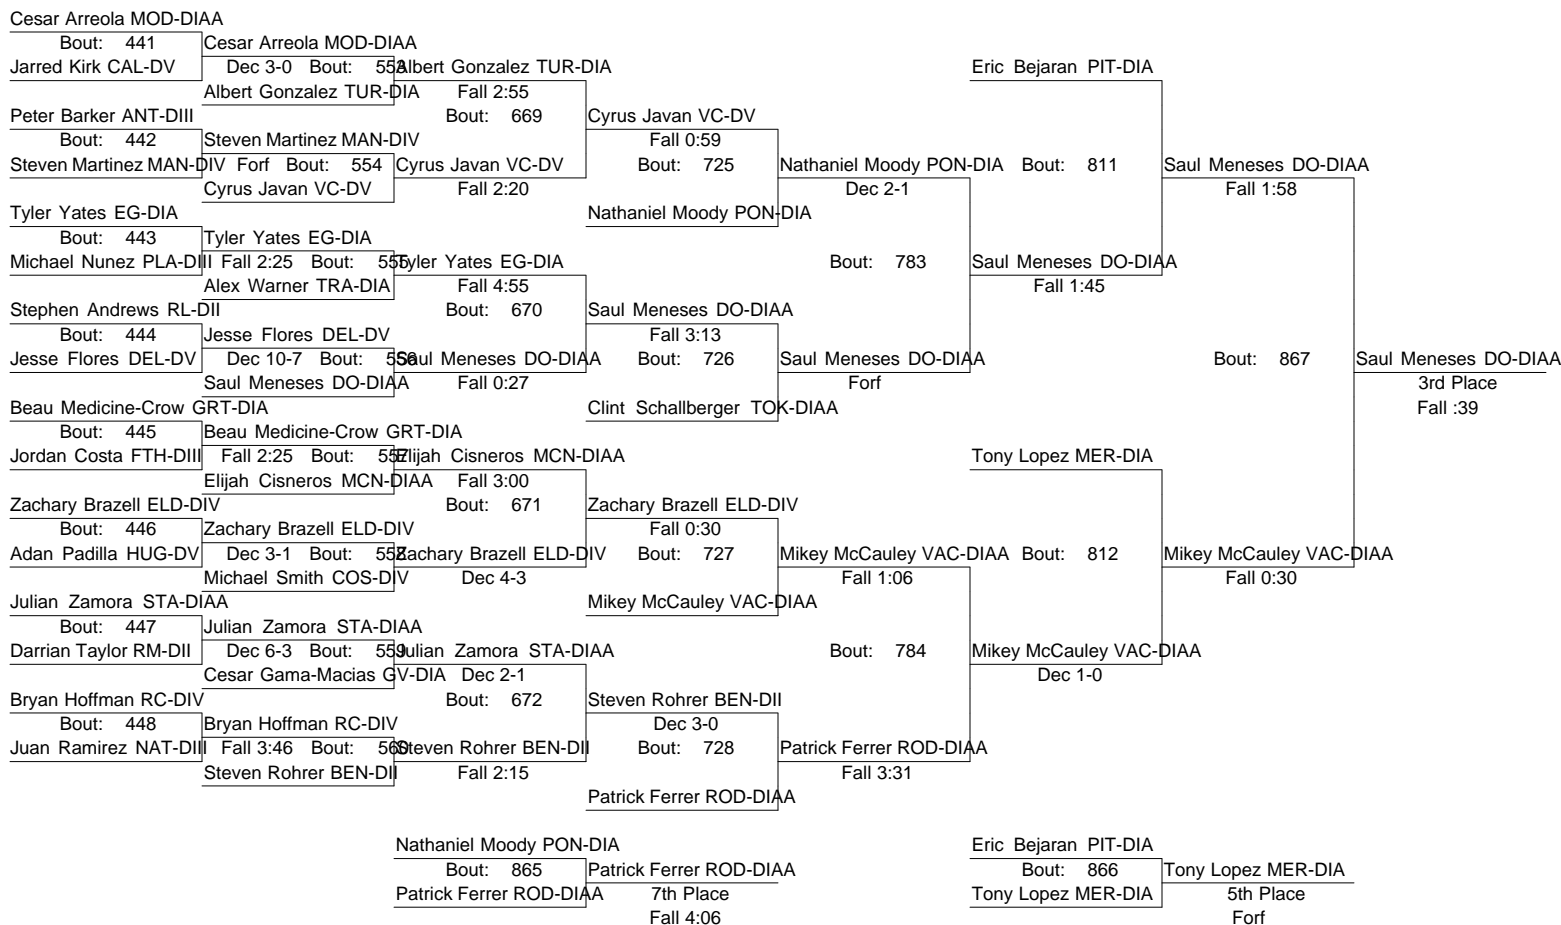 Cesar Arreola MOD-DIAA
Bout: 441 Cesar Arreola MOD-DIAA
Jarred Kirk CAL-DV Dec 3-0 Bout: 553 Albert Gonzalez TUR-DIA Eric Bejaran PIT-DIA
Albert Gonzalez TUR-DIA Fall 2:55
Peter Barker ANT-DIII Bout: 669 Cyrus Javan VC-DV
Bout: 442 Steven Martinez MAN-DIV Fall 0:59
Steven Martinez MAN-DIV Forf Bout: 554 Cyrus Javan VC-DV Bout: 725 Nathaniel Moody PON-DIA Bout: 811 Saul Meneses DO-DIAA
Cyrus Javan VC-DV Fall 2:20 Dec 2-1 Fall 1:58
Tyler Yates EG-DIA Nathaniel Moody PON-DIA
Bout: 443 Tyler Yates EG-DIA
Michael Nunez PLA-DIII Fall 2:25 Bout: 555 Tyler Yates EG-DIA Bout: 783 Saul Meneses DO-DIAA
Alex Warner TRA-DIA Fall 4:55 Fall 1:45
Stephen Andrews RL-DII Bout: 670 Saul Meneses DO-DIAA
Bout: 444 Jesse Flores DEL-DV Fall 3:13
Jesse Flores DEL-DV Dec 10-7 Bout: 556 Saul Meneses DO-DIAA Bout: 726 Saul Meneses DO-DIAA Bout: 867 Saul Meneses DO-DIAA
Saul Meneses DO-DIAA Fall 0:27 Forf 3rd Place
Beau Medicine-Crow GRT-DIA Clint Schallberger TOK-DIAA Fall :39
Bout: 445 Beau Medicine-Crow GRT-DIA
Jordan Costa FTH-DIII Fall 2:25 Bout: 557 Elijah Cisneros MCN-DIAA Tony Lopez MER-DIA
Elijah Cisneros MCN-DIAA Fall 3:00
Zachary Brazell ELD-DIV Bout: 671 Zachary Brazell ELD-DIV
Bout: 446 Zachary Brazell ELD-DIV Fall 0:30
Adan Padilla HUG-DV Dec 3-1 Bout: 558 Zachary Brazell ELD-DIV Bout: 727 Mikey McCauley VAC-DIAA Bout: 812 Mikey McCauley VAC-DIAA
Michael Smith COS-DIV Dec 4-3 Fall 1:06 Fall 0:30
Julian Zamora STA-DIAA Mikey McCauley VAC-DIAA
Bout: 447 Julian Zamora STA-DIAA
Darrian Taylor RM-DII Dec 6-3 Bout: 559 Julian Zamora STA-DIAA Bout: 784 Mikey McCauley VAC-DIAA
Cesar Gama-Macias GV-DIA Dec 2-1 Dec 1-0
Bryan Hoffman RC-DIV Bout: 672 Steven Rohrer BEN-DII
Bout: 448 Bryan Hoffman RC-DIV Dec 3-0
Juan Ramirez NAT-DIII Fall 3:46 Bout: 560 Steven Rohrer BEN-DII Bout: 728 Patrick Ferrer ROD-DIAA
Steven Rohrer BEN-DII Fall 2:15 Fall 3:31
Patrick Ferrer ROD-DIAA
Nathaniel Moody PON-DIA Eric Bejaran PIT-DIA
Bout: 865 Patrick Ferrer ROD-DIAA Bout: 866 Tony Lopez MER-DIA
Patrick Ferrer ROD-DIAA 7th Place Tony Lopez MER-DIA 5th Place
Fall 4:06 Forf